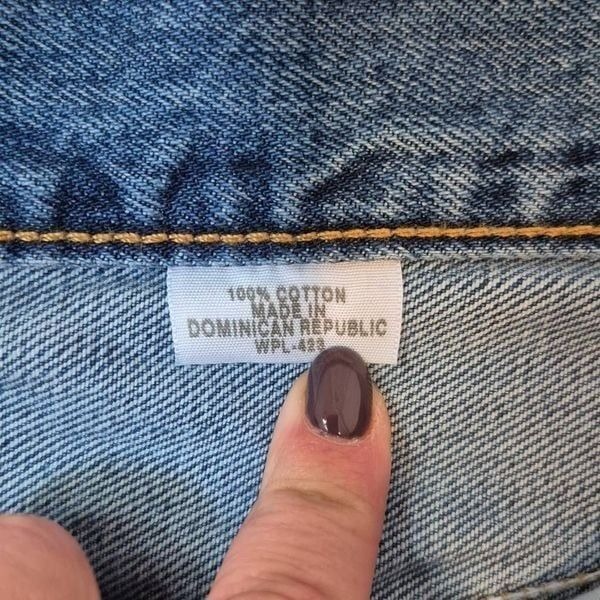 100% COTTON
MADE IN
DOMINICAN REPUBLIC
WPL-423